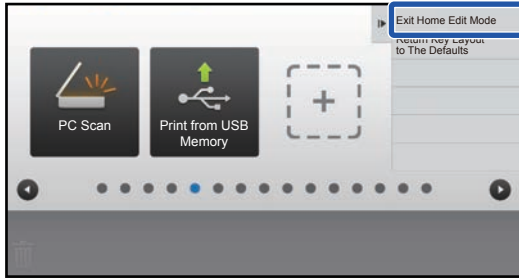 Exit Home Edit Mode
Return Key Layout
to The Defaults
PC Scan
Print from USB
Memory